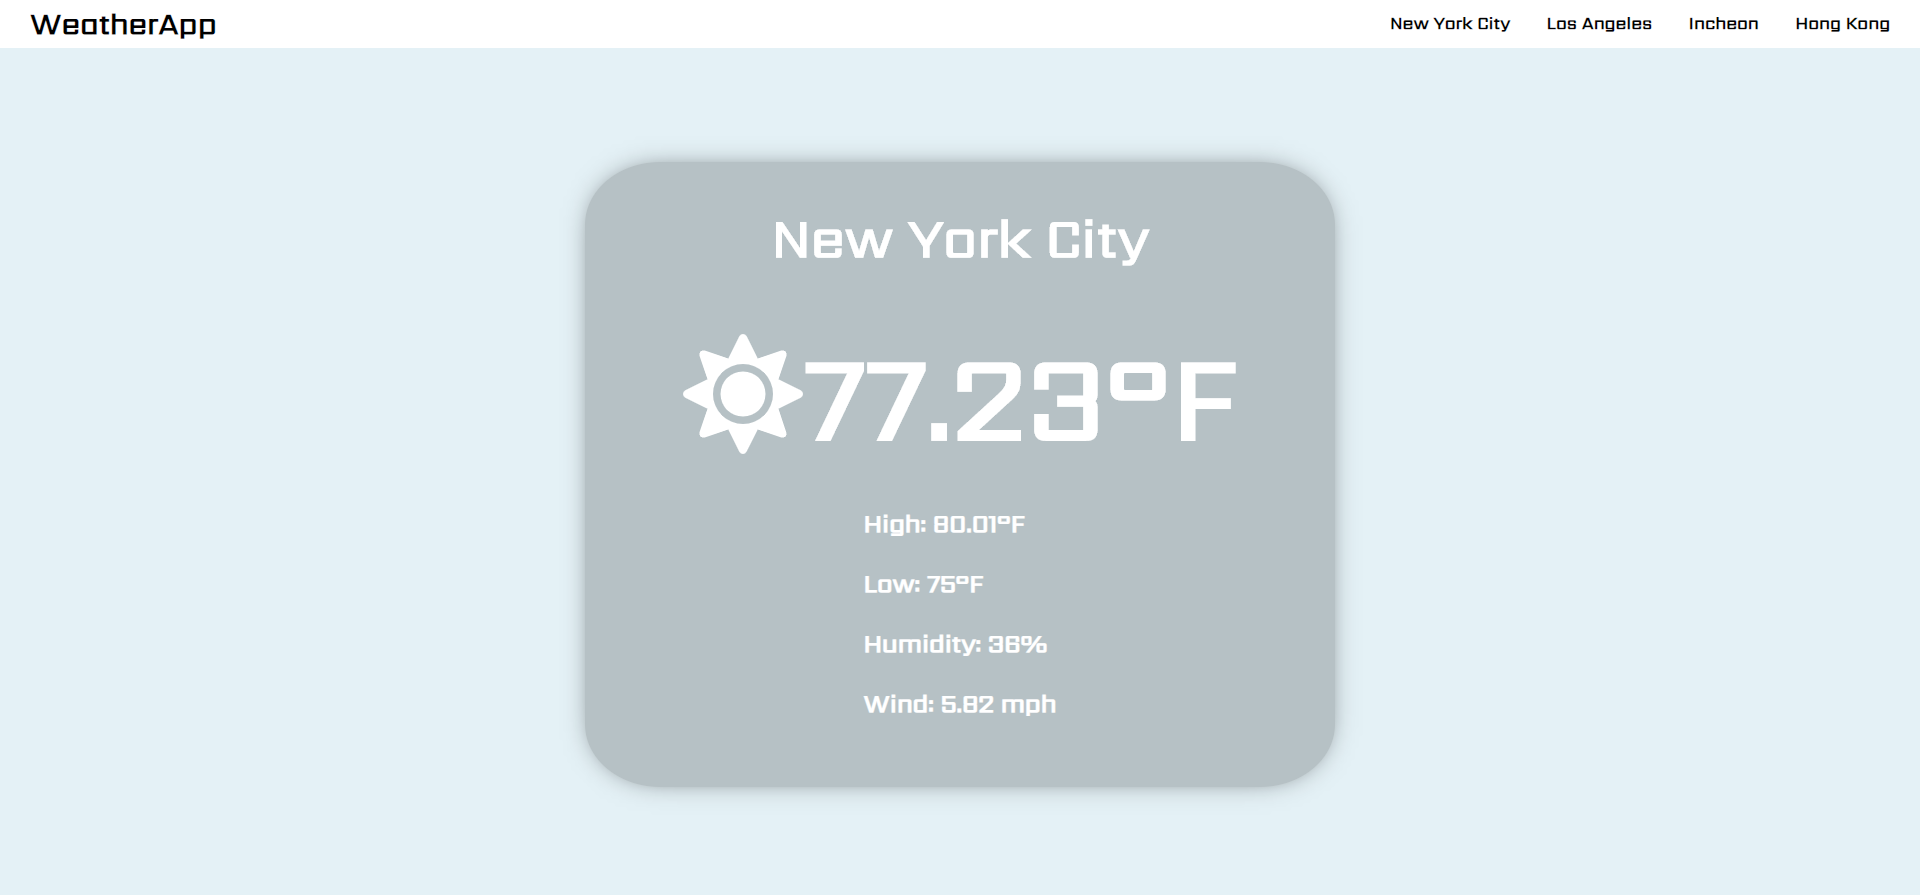 WeatherApp
New York City
Los Angeles
Incheon
Hong Kong
New York City
77.23°F
High: 80.01°F
Low: 75°F
Humidity: 36%
Wind: 5.82 mph